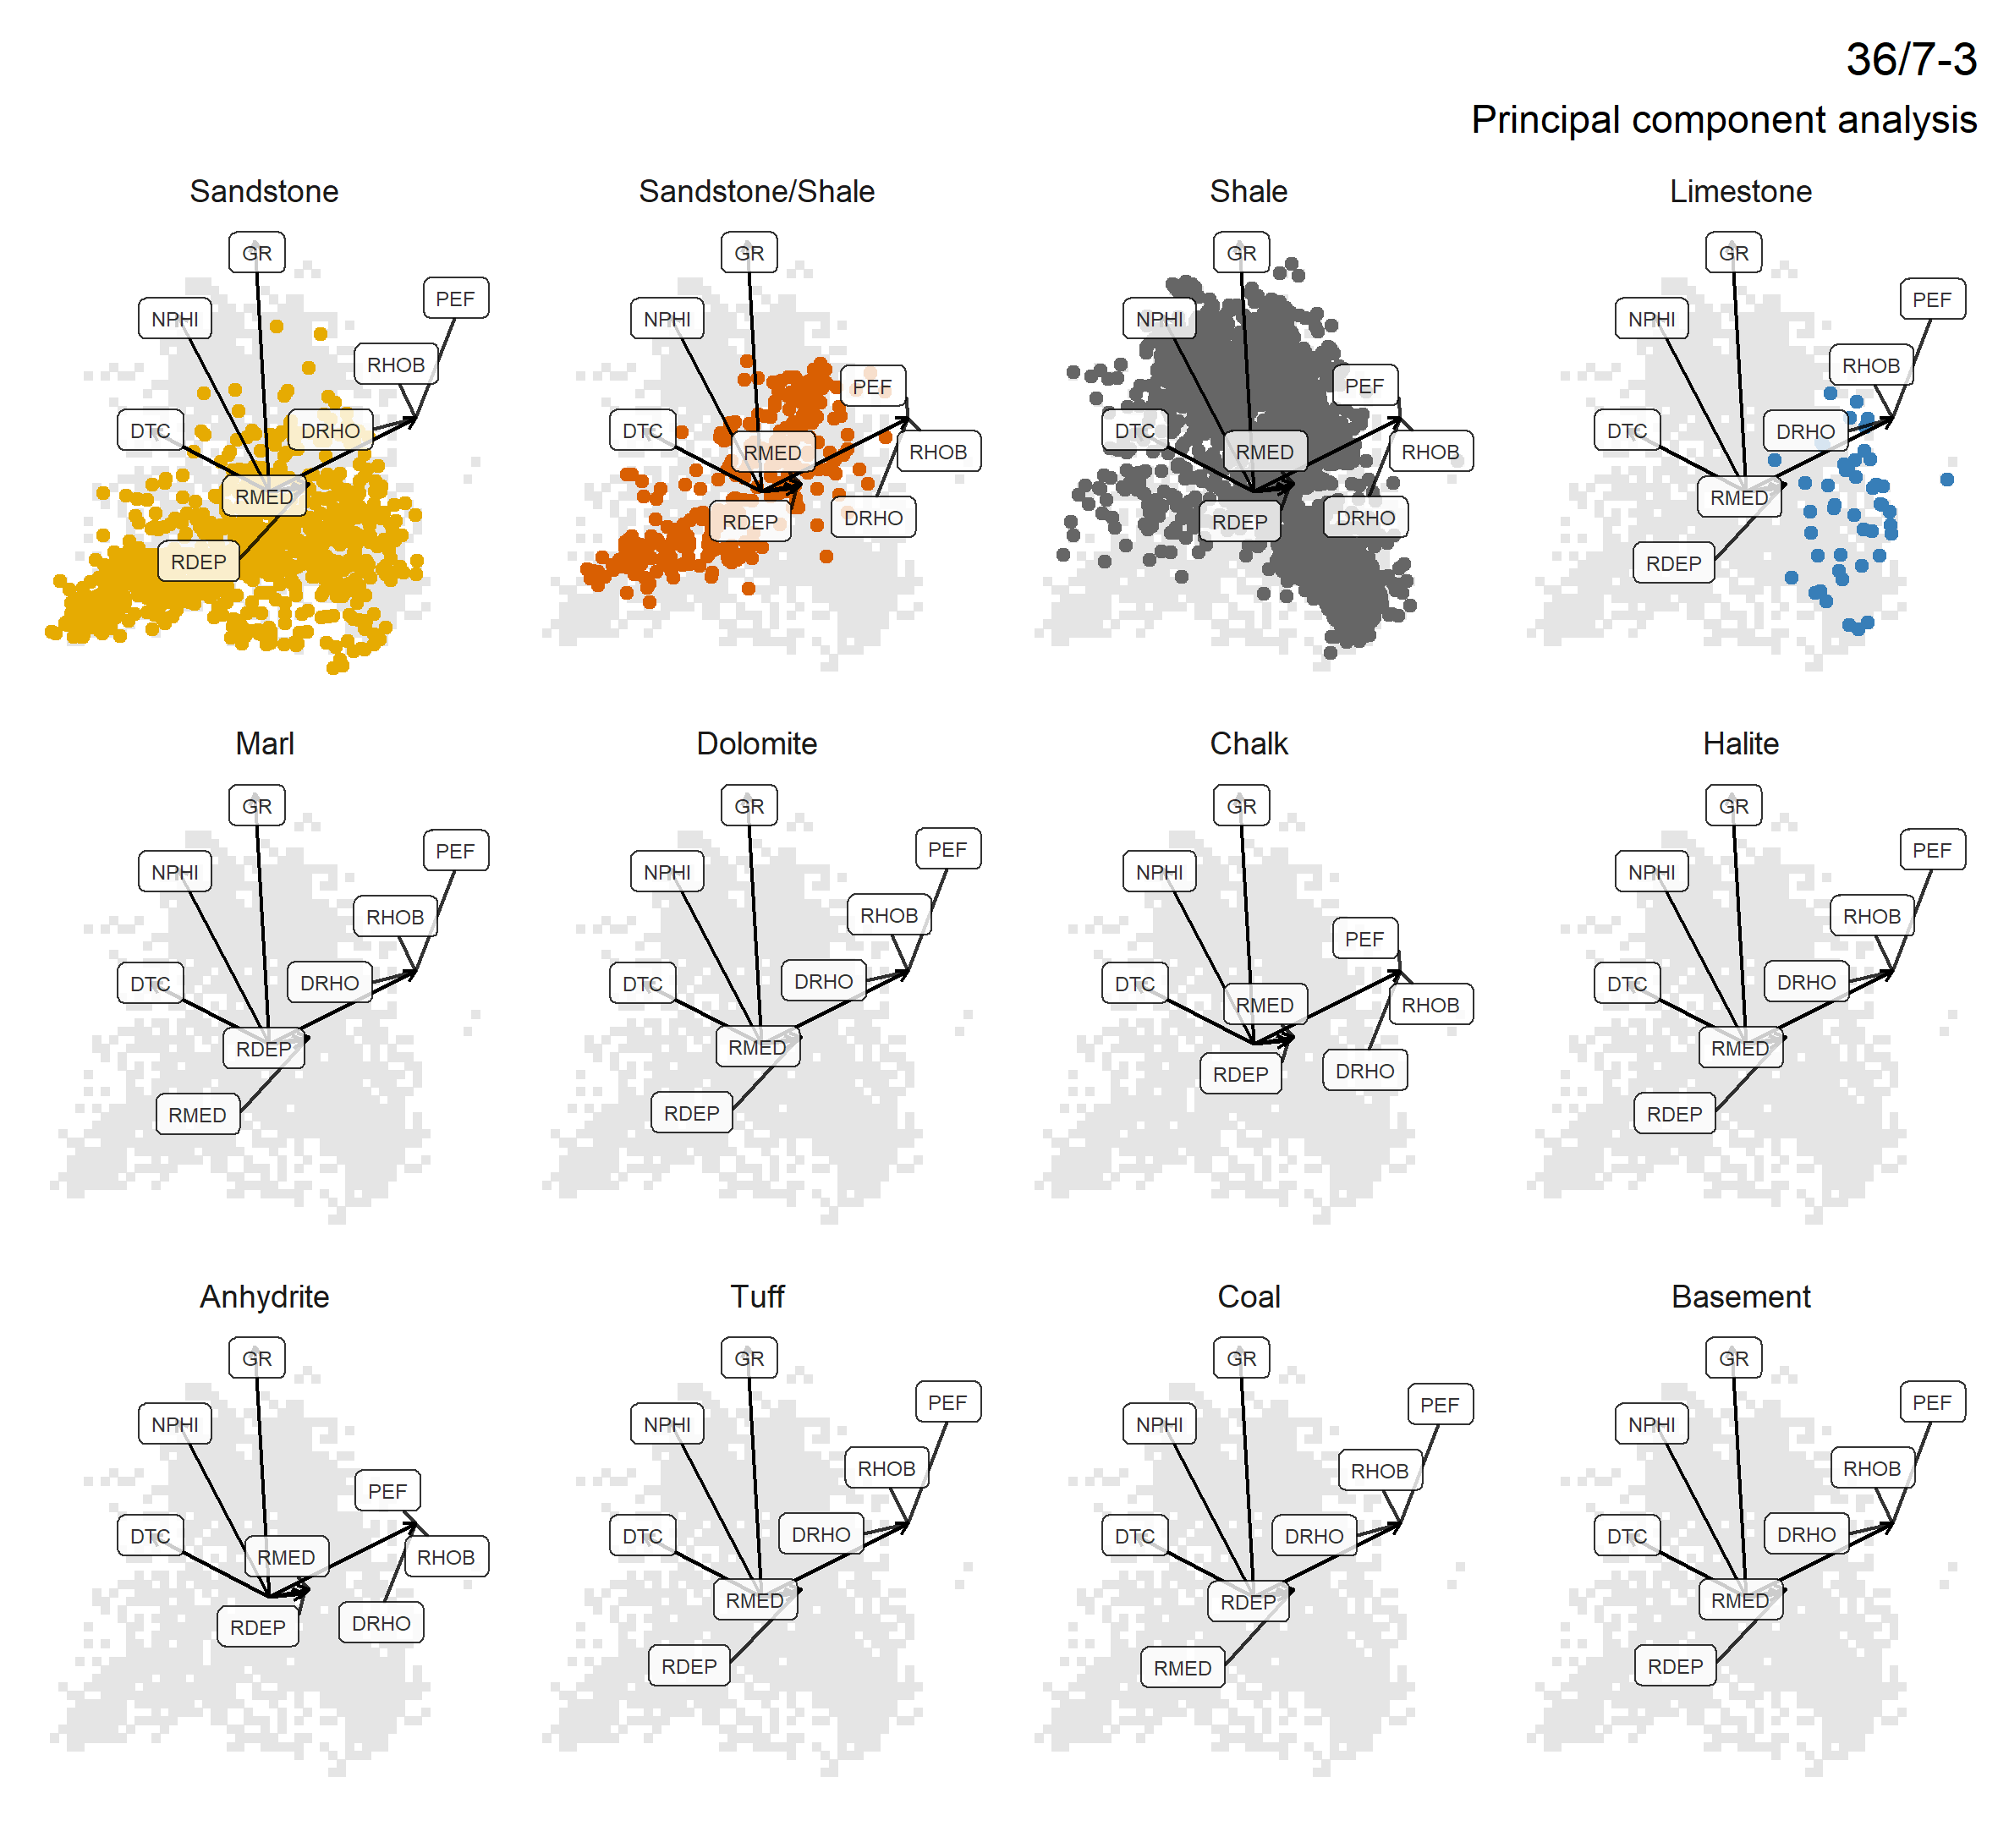 36/7-3
Principal component analysis
Sandstone
GR
PEF
NPHI
RHOB
DTC
DRHO
RMED
RDEP
Sandstone/Shale
GR
NPHI
PEF
DTC
RMED
RHOB
RDEP
DRHO
Shale
GR
NPHI
PEF
DTC
RMED
RHOB
RDEP
DRHO
Limestone
GR
PEF
NPHI
RHOB
DTC
DRHO
RMED
RDEP
Marl
GR
PEF
NPHI
RHOB
DTC
DRHO
RDEP
RMED
Dolomite
GR
PEF
NPHI
RHOB
DTC
DRHO
RMED
RDEP
Chalk
GR
NPHI
PEF
DTC
RMED
RHOB
RDEP
DRHO
Halite
GR
PEF
NPHI
RHOB
DTC
DRHO
RMED
RDEP
Anhydrite
GR
NPHI
PEF
DTC
RMED
RHOB
RDEP
DRHO
Tuff
GR
PEF
NPHI
RHOB
DTC
DRHO
RMED
RDEP
Coal
GR
PEF
NPHI
RHOB
DTC
DRHO
RDEP
RMED
Basement
GR
PEF
NPHI
RHOB
DTC
DRHO
RMED
RDEP